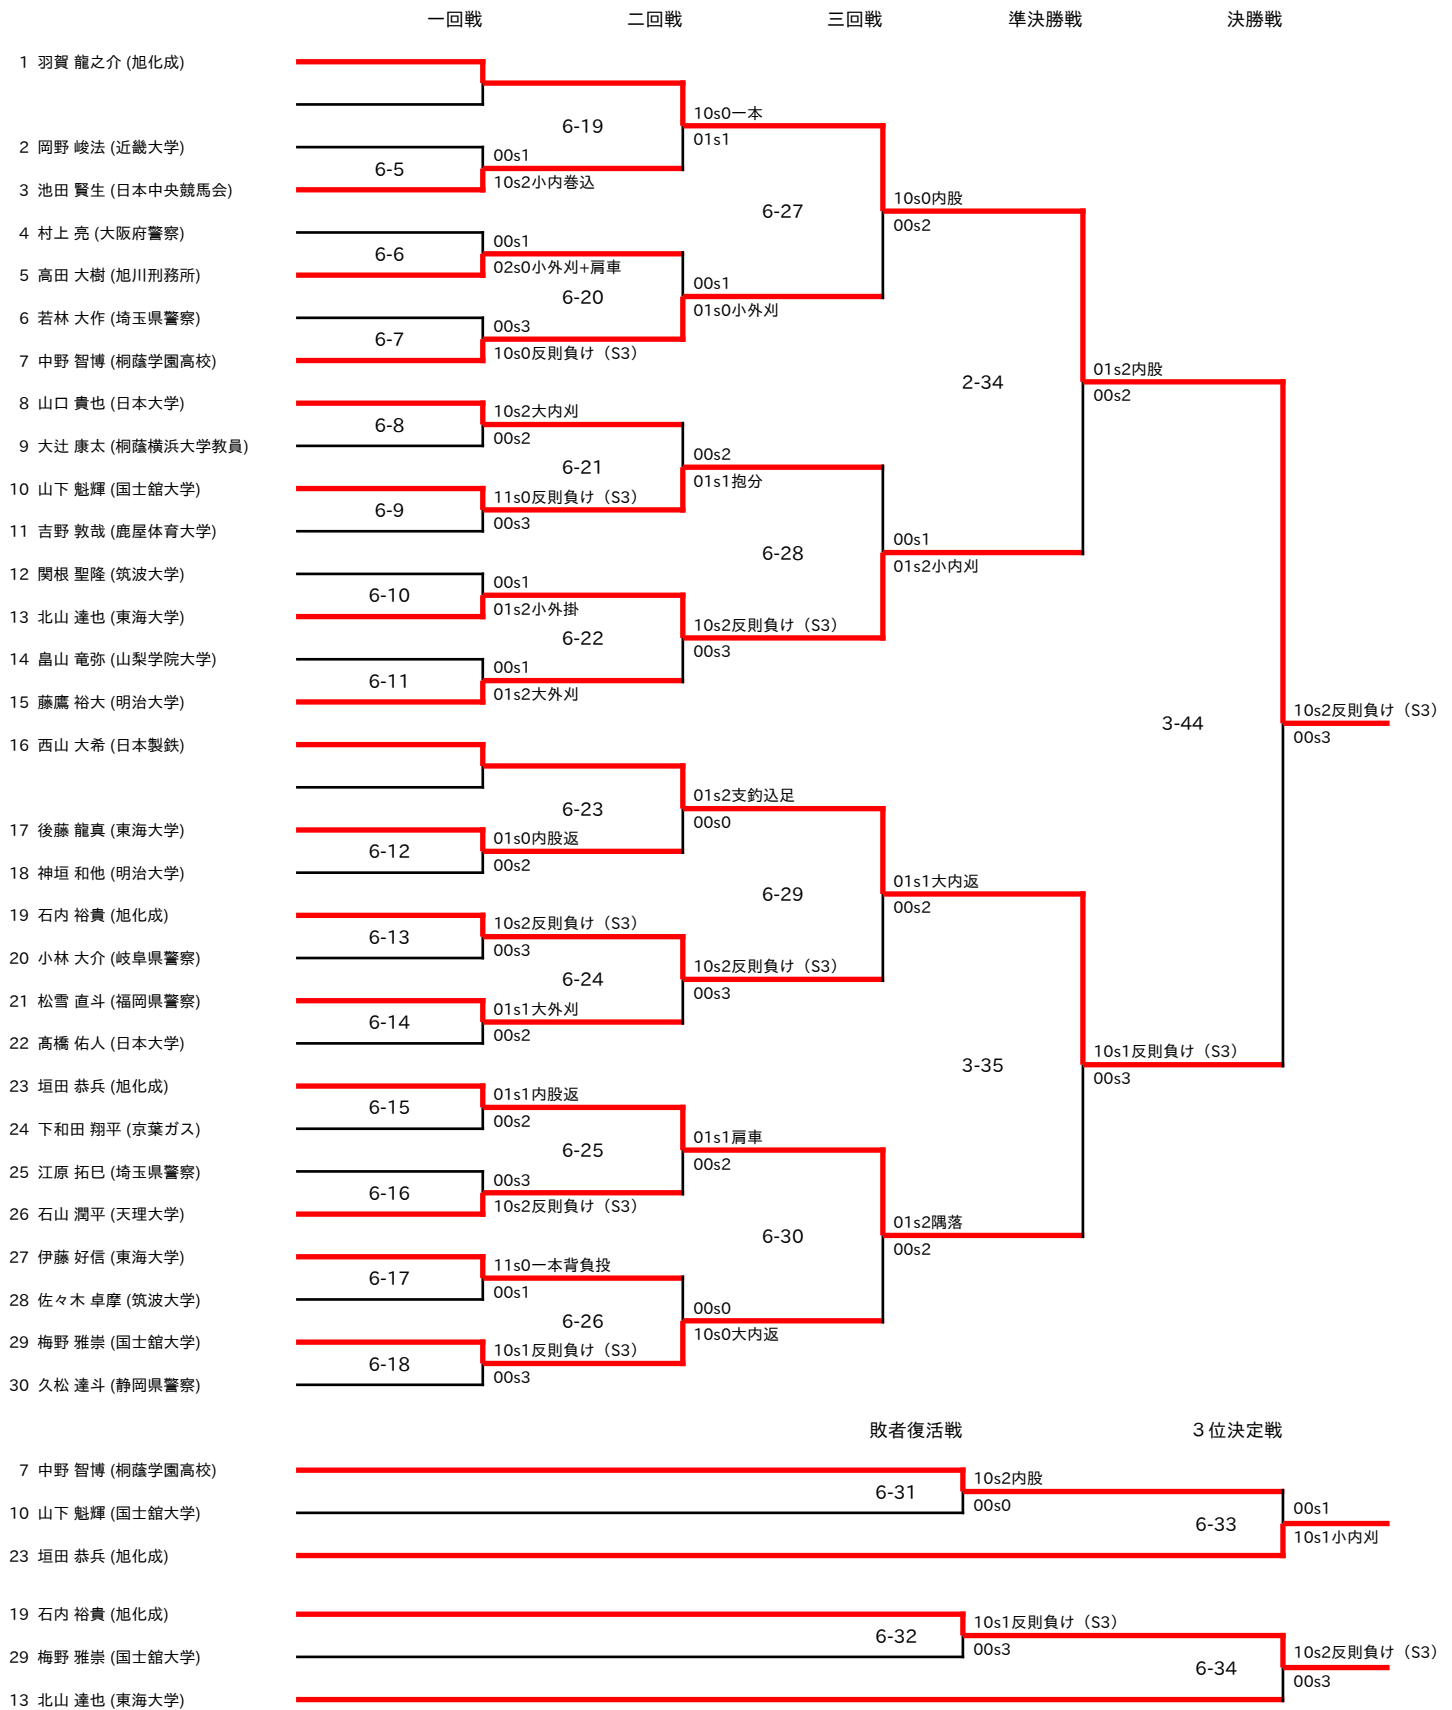 一回戦 二回戦 三回戦 準決勝戦 決勝戦
1 羽賀 龍之介 (旭化成)
10s0一本
6-19
01s1
2 岡野 峻法 (近畿大学)
00s1
6-5
10s2小内巻込
3 池田 賢生 (日本中央競馬会)
10s0内股
6-27
00s2
4 村上 亮 (大阪府警察)
00s1
6-6
02s0小外刈+肩車
5 高田 大樹 (旭川刑務所)
00s1
6-20
01s0小外刈
6 若林 大作 (埼玉県警察)
00s3
6-7
10s0反則負け（S3）
7 中野 智博 (桐蔭学園高校)
01s2内股
2-34
00s2
8 山口 貴也 (日本大学)
10s2大内刈
6-8
00s2
9 大辻 康太 (桐蔭横浜大学教員)
00s2
6-21
01s1抱分
10 山下 魁輝 (国士舘大学)
11s0反則負け（S3）
6-9
00s3
11 吉野 敦哉 (鹿屋体育大学)
00s1
6-28
01s2小内刈
12 関根 聖隆 (筑波大学)
00s1
6-10
01s2小外掛
13 北山 達也 (東海大学)
10s2反則負け（S3）
6-22
00s3
14 畠山 竜弥 (山梨学院大学)
00s1
6-11
01s2大外刈
15 藤鷹 裕大 (明治大学)
10s2反則負け（S3）
3-44
00s3
16 西山 大希 (日本製鉄)
01s2支釣込足
6-23
00s0
17 後藤 龍真 (東海大学)
01s0内股返
6-12
00s2
18 神垣 和他 (明治大学)
01s1大内返
6-29
00s2
19 石内 裕貴 (旭化成)
10s2反則負け（S3）
6-13
00s3
20 小林 大介 (岐阜県警察)
10s2反則負け（S3）
6-24
00s3
21 松雪 直斗 (福岡県警察)
01s1大外刈
6-14
00s2
22 髙橋 佑人 (日本大学)
10s1反則負け（S3）
3-35
00s3
23 垣田 恭兵 (旭化成)
01s1内股返
6-15
00s2
24 下和田 翔平 (京葉ガス)
01s1肩車
6-25
00s2
25 江原 拓巳 (埼玉県警察)
00s3
6-16
10s2反則負け（S3）
26 石山 潤平 (天理大学)
01s2隅落
6-30
00s2
27 伊藤 好信 (東海大学)
11s0一本背負投
6-17
00s1
28 佐々木 卓摩 (筑波大学)
00s0
6-26
10s0大内返
29 梅野 雅崇 (国士舘大学)
10s1反則負け（S3）
6-18
00s3
30 久松 達斗 (静岡県警察)
敗者復活戦 ３位決定戦
7 中野 智博 (桐蔭学園高校)
10s2内股
6-31
00s0
10 山下 魁輝 (国士舘大学)
00s1
6-33
10s1小内刈
23 垣田 恭兵 (旭化成)
19 石内 裕貴 (旭化成)
10s1反則負け（S3）
6-32
00s3
29 梅野 雅崇 (国士舘大学)
10s2反則負け（S3）
6-34
00s3
13 北山 達也 (東海大学)